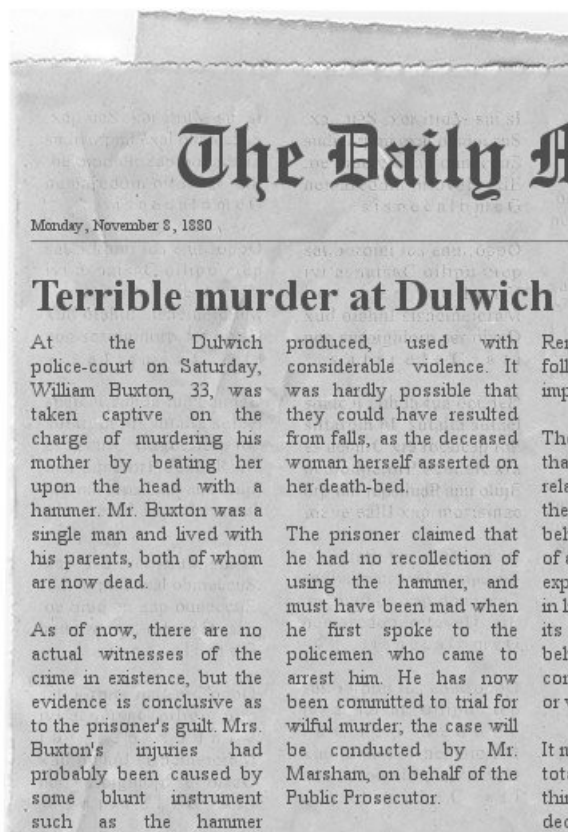 The Daily
Monday, November 8, 1880
Terrible murder at Dulwich
At the Dulwich
police-court on Saturday,
William Buxton, 33, was
taken captive on the
charge of murdering his
mother by beating her
upon the head with a
hammer. Mr. Buxton was a
single man and lived with
his parents, both of whom
are now dead.
As of now, there are no
actual witnesses of the
crime in existence, but the
evidence is conclusive as
to the prisoner's guilt. Mrs.
Buxton's injuries had
probably been caused by
some blunt instrument
such as the hammer
produced, used with
considerable violence. It
was hardly possible that
they could have resulted
from falls, as the deceased
woman herself asserted on
her death-bed.
The prisoner claimed that
he had no recollection of
using the hammer, and
must have been mad when
he first spoke to the
policemen who came to
arrest him. He has now
been committed to trial for
wilful murder; the case will
be conducted by Mr.
Marsham, on behalf of the
Public Prosecutor.